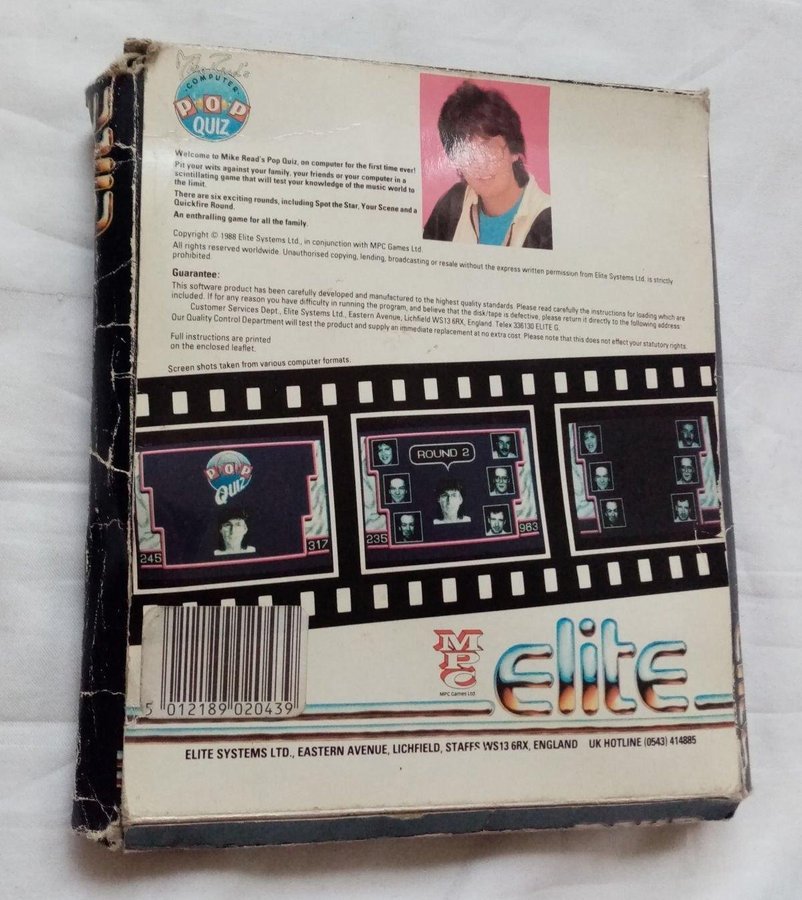 Mike Read's
COMPUTER
POP
QUIZ
Welcome to Mike Read's Pop Quiz, on computer for the first time ever!
Pit your wits against your family, your friends or your computer in a
scintillating game that will test your knowledge of the music world to
the limit.
There are six exciting rounds, including Spot the Star, Your Scene and a
Quickfire Round.
An enthralling game for all the family.
Copyright © 1988 Elite Systems Ltd., in conjunction with MPC Games Ltd.
All rights reserved worldwide. Unauthorised copying, lending, broadcasting or resale without the express written permission from Elite Systems Ltd. is strictly
prohibited.
Guarantee:
This software product has been carefully developed and manufactured to the highest quality standards. Please read carefully the instructions for loading which are
included. If for any reason you have difficulty in running the program, and believe that the disk/tape is defective, please return it directly to the following address:
Customer Services Dept., Elite Systems Ltd., Eastern Avenue, Lichfield WS13 6RX, England. Telex 336130 ELITE G.
Our Quality Control Department will test the product and supply an immediate replacement at no extra cost. Please note that this does not effect your statutory rights.
Full instructions are printed
on the enclosed leaflet.
Screen shots taken from various computer formats.
POP
QUIZ
245
317
ROUND 2
235
963
5 012189 020439
MPC
MPC Games Ltd
elite
ELITE SYSTEMS LTD., EASTERN AVENUE, LICHFIELD, STAFFS WS13 6RX, ENGLAND UK HOTLINE (0543) 414885
elite